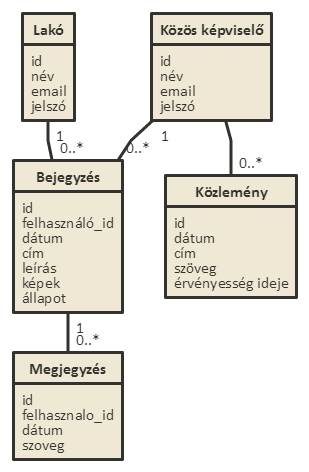 Lakó
id
név
email
jelszó
Közös képviselő
id
név
email
jelszó
1
0..*
0..*
1
0..*
Bejegyzés
id
felhasználó_id
dátum
cím
leírás
képek
állapot
Közlemény
id
dátum
cím
szöveg
érvényesség ideje
1
0..*
Megjegyzés
id
felhasznalo_id
dátum
szoveg